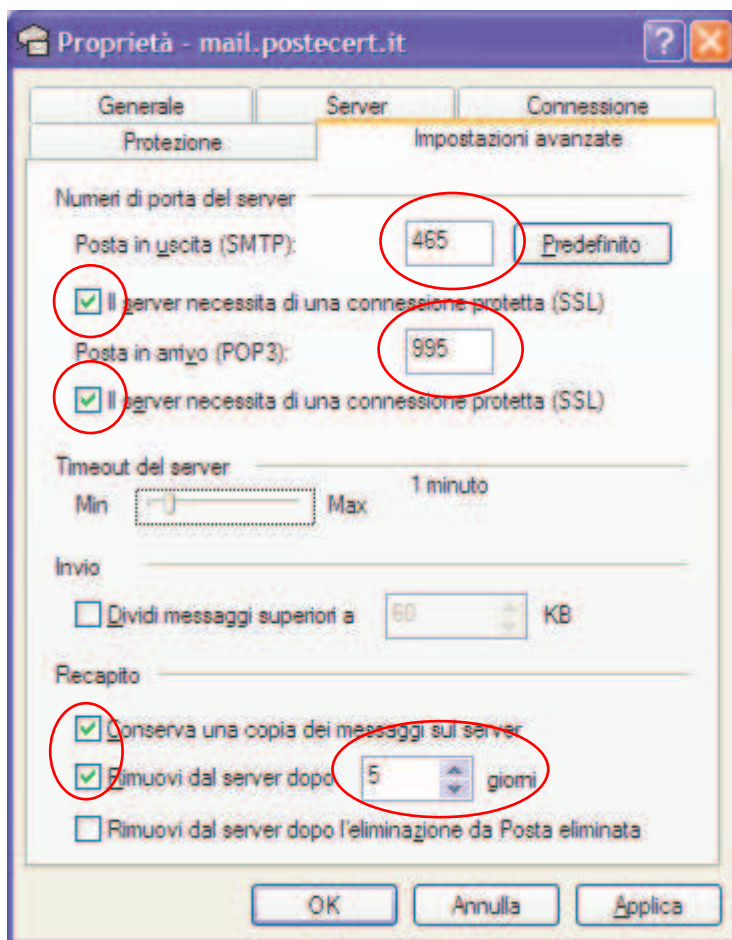 Proprietà - mail.postecert.it
Generale Server Connessione
Protezione Impostazioni avanzate
Numeri di porta del server
Posta in uscita (SMTP): 465 Predefinito
Il server necessita di una connessione protetta (SSL)
Posta in arrivo (POP3): 995
Il server necessita di una connessione protetta (SSL)
Timeout del server
Min Max 1 minuto
Invio
Dividi messaggi superiori a 60 KB
Recapito
Conserva una copia dei messaggi sul server
Rimuovi dal server dopo 5 giorni
Rimuovi dal server dopo l'eliminazione da Posta eliminata
OK Annulla Applica